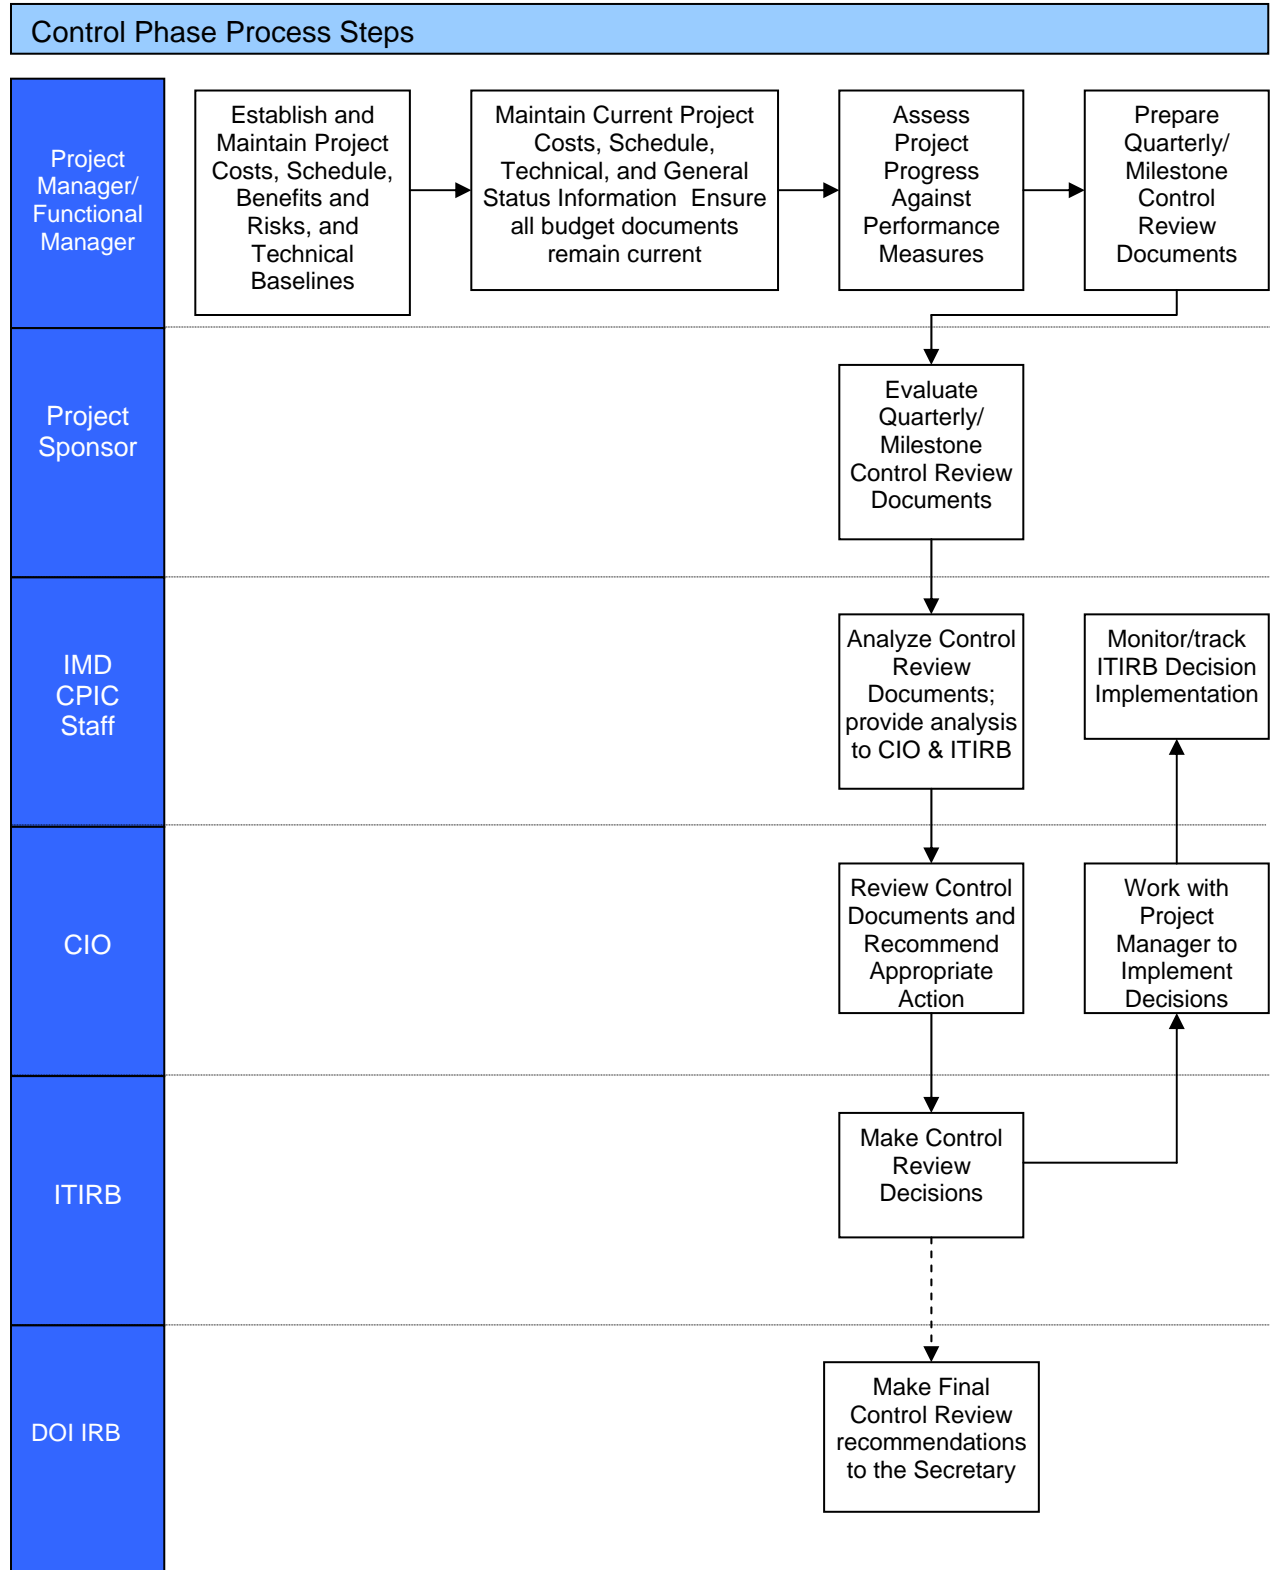 Control Phase Process Steps
Project
Manager/
Functional
Manager
Establish and
Maintain Project
Costs, Schedule,
Benefits and
Risks, and
Technical
Baselines
Maintain Current Project
Costs, Schedule,
Technical, and General
Status Information  Ensure
all budget documents
remain current
Assess
Project
Progress
Against
Performance
Measures
Prepare
Quarterly/
Milestone
Control
Review
Documents
Project
Sponsor
Evaluate
Quarterly/
Milestone
Control Review
Documents
IMD
CPIC
Staff
Analyze Control
Review
Documents;
provide analysis
to CIO & ITIRB
Monitor/track
ITIRB Decision
Implementation
CIO
Review Control
Documents and
Recommend
Appropriate
Action
Work with
Project
Manager to
Implement
Decisions
ITIRB
Make Control
Review
Decisions
DOI IRB
Make Final
Control Review
recommendations
to the Secretary